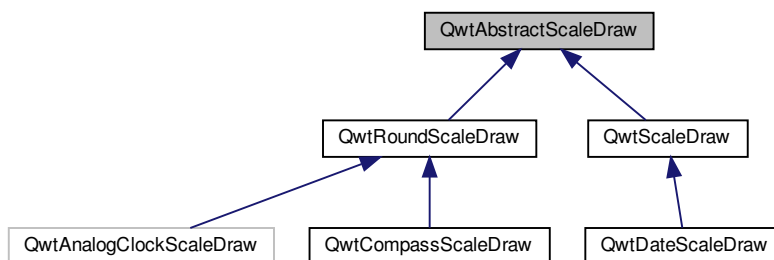 QwtAbstractScaleDraw
QwtRoundScaleDraw
QwtScaleDraw
QwtAnalogClockScaleDraw
QwtCompassScaleDraw
QwtDateScaleDraw